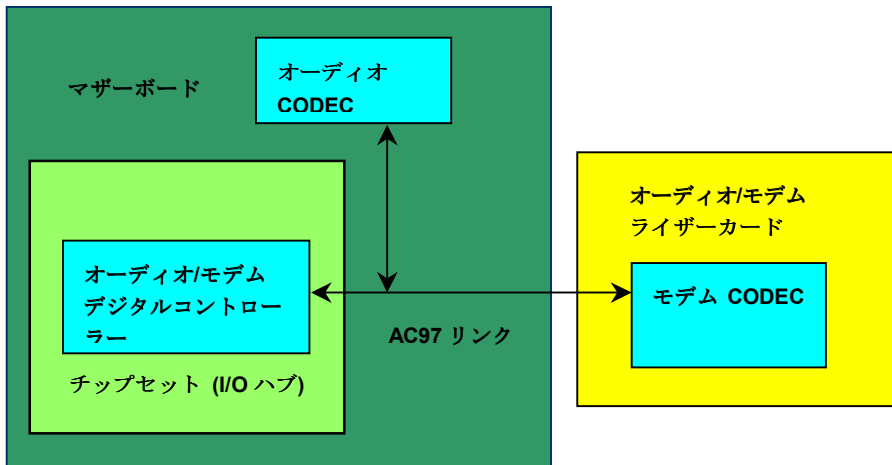 マザーボード
オーディオ
CODEC
オーディオ/モデム
ライザーカード
オーディオ/モデム
デジタルコントロー
ラー
モデム CODEC
AC97 リンク
チップセット (I/O ハブ)